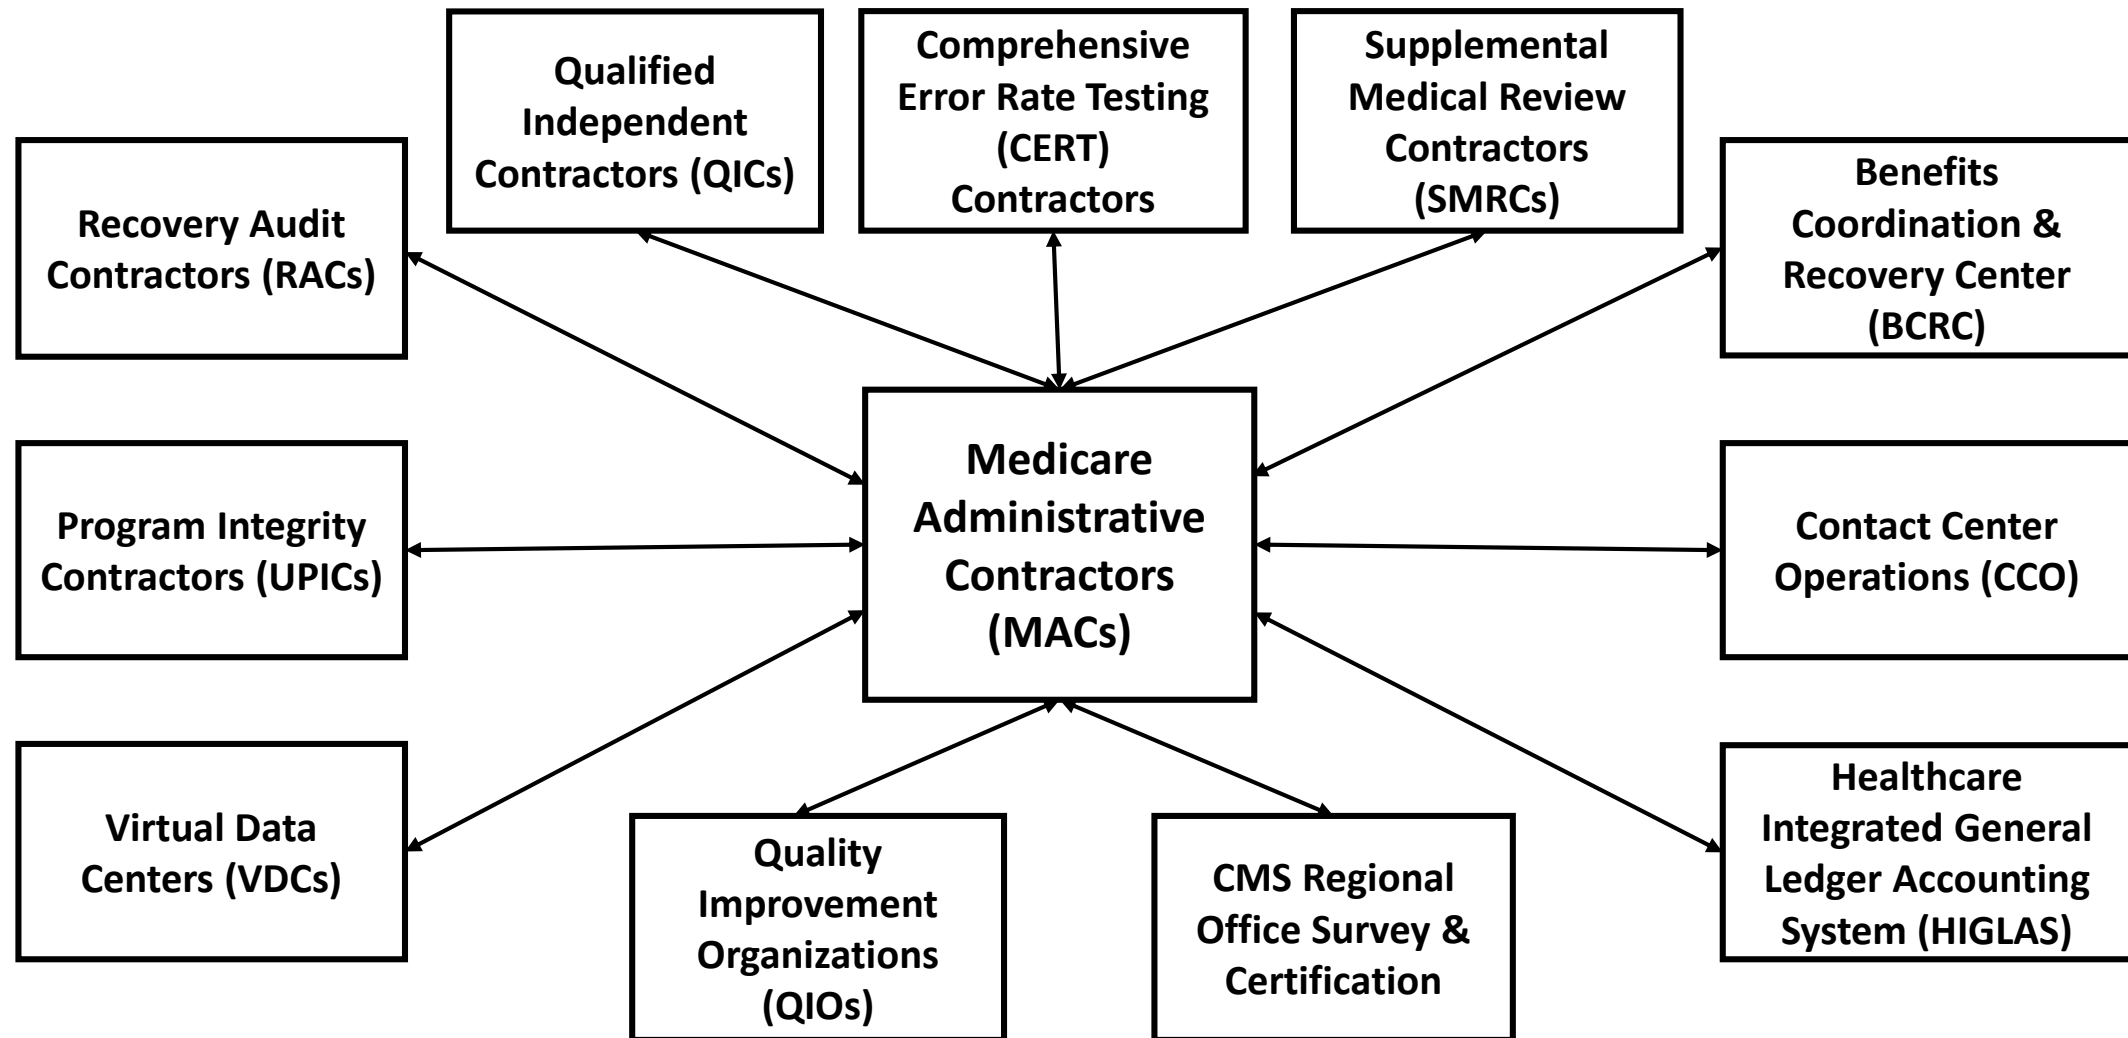 Qualified
Independent
Contractors (QICs)
Comprehensive
Error Rate Testing
(CERT)
Contractors
Supplemental
Medical Review
Contractors
(SMRCs)
Recovery Audit
Contractors (RACs)
Benefits
Coordination &
Recovery Center
(BCRC)
Medicare
Administrative
Contractors
(MACs)
Program Integrity
Contractors (UPICs)
Contact Center
Operations (CCO)
Virtual Data
Centers (VDCs)
Quality
Improvement
Organizations
(QIOs)
CMS Regional
Office Survey &
Certification
Healthcare
Integrated General
Ledger Accounting
System (HIGLAS)